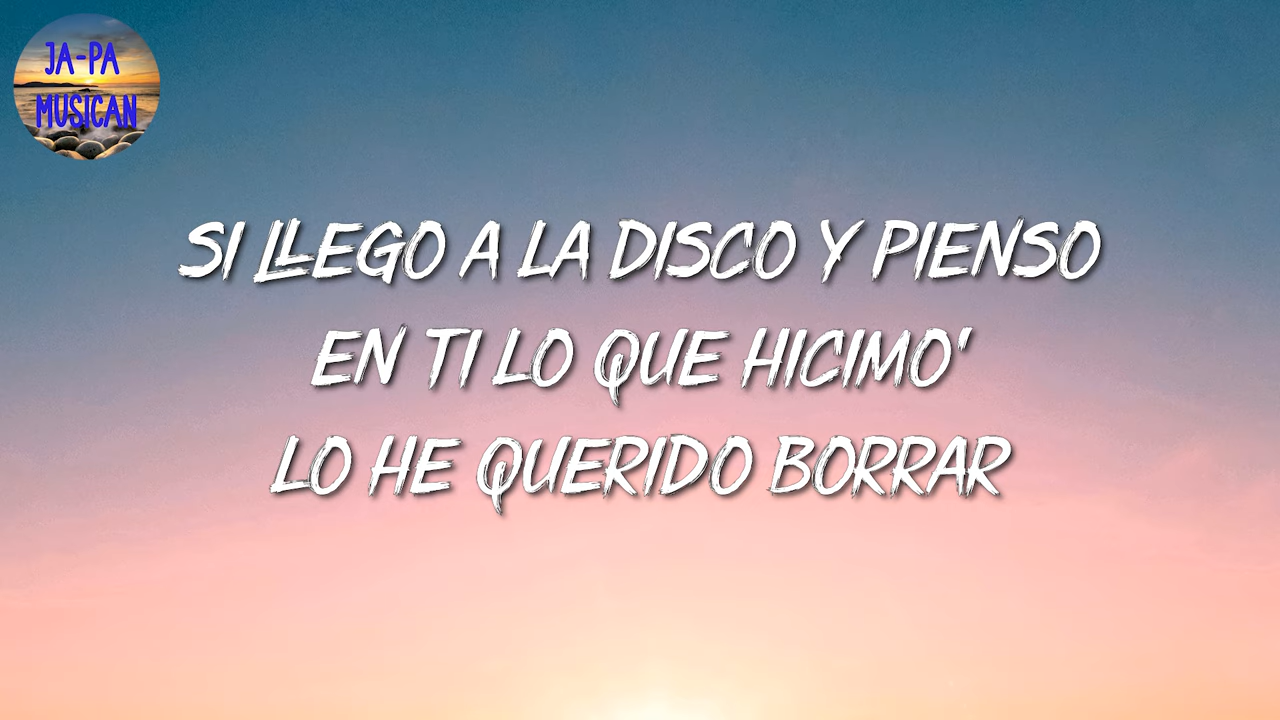 JA-PA
MUSICAN
SI LLEGO A LA DISCO Y PIENSO
EN TI LO QUE HICIMO'
LO HE QUERIDO BORRAR